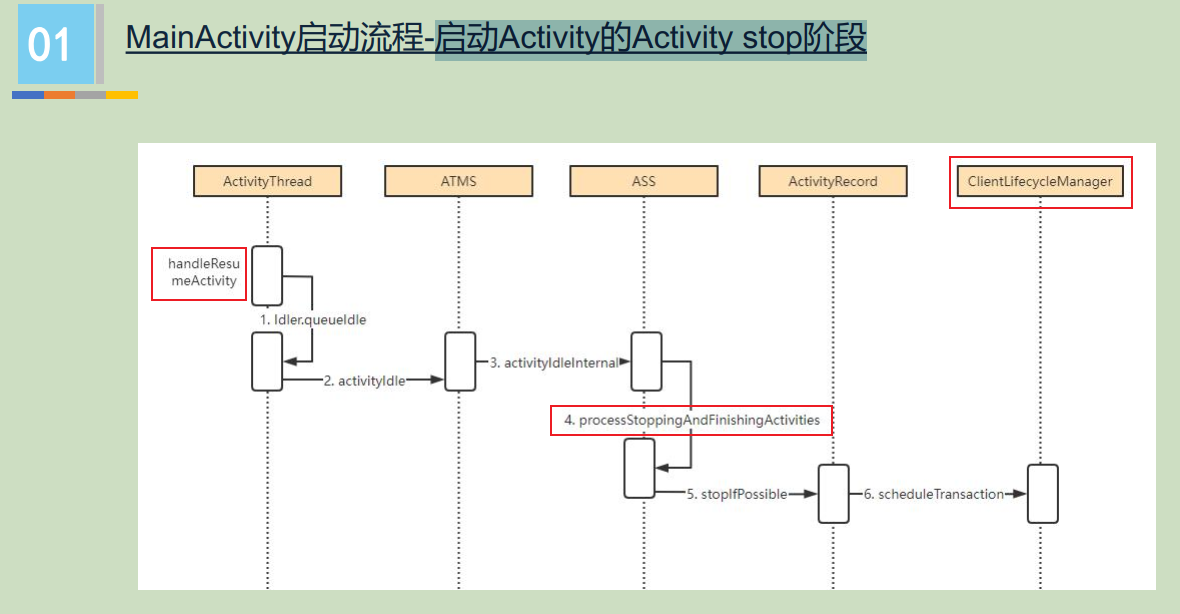 01
MainActivity启动流程-启动Activity的Activity stop阶段
ActivityThread
ATMS
ASS
ActivityRecord
ClientLifecycleManager
handleResu
meActivity
1. Idler.queueIdle
2. activityIdle
3. activityIdleInternal
4. processStoppingAndFinishingActivities
5. stopIfPossible
6. scheduleTransaction